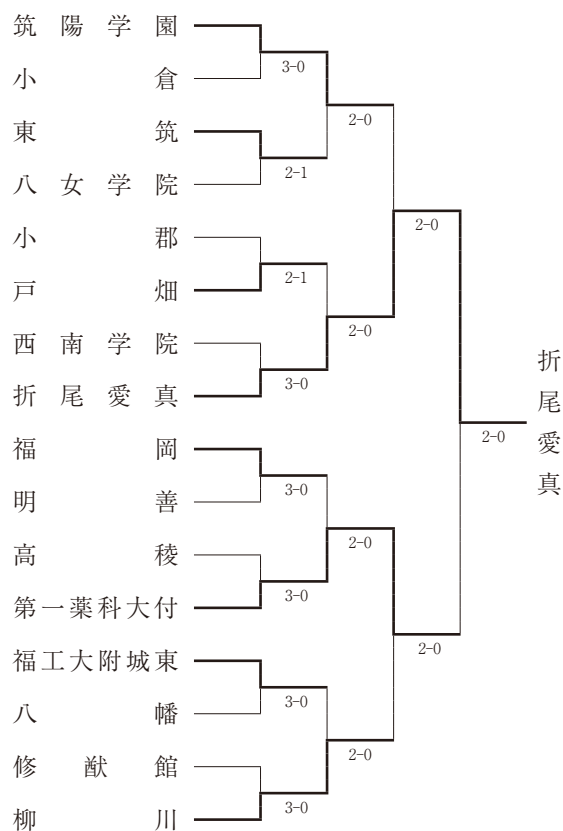 筑陽学園
小倉
東筑
八女学院
小郡
戸畑
西南学院
折尾愛真
福岡
明善
高稜
第一薬科大付
福工大附城東
八幡
修猷館
柳川
3-0
2-1
2-1
3-0
3-0
3-0
3-0
3-0
2-0
2-0
2-0
2-0
2-0
2-0
2-0
折尾愛真